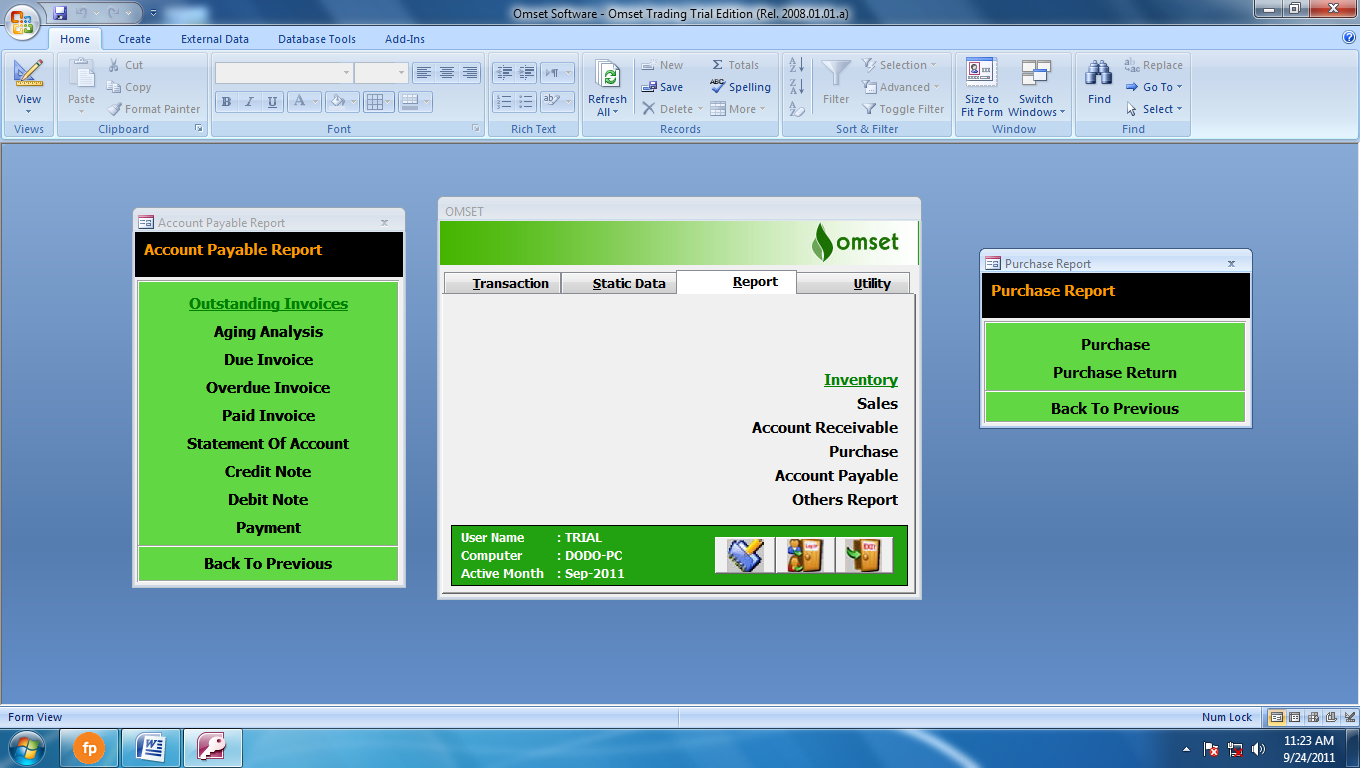 Omset Software - Omset Trading Trial Edition (Rel. 2008.01.01.a)
Home Create External Data Database Tools Add-Ins
View
Views
Paste
Cut
Copy
Format Painter
Clipboard
B I U A
Font
ab
Rich Text
Refresh All
New
Save
Delete
Totals
Spelling
More
Records
Filter
Selection
Advanced
Toggle Filter
Sort & Filter
Size to Fit Form
Switch Windows
Window
Find
Replace
Go To
Select
Find
Account Payable Report
Account Payable Report
Outstanding Invoices
Aging Analysis
Due Invoice
Overdue Invoice
Paid Invoice
Statement Of Account
Credit Note
Debit Note
Payment
Back To Previous
OMSET
omset
Transaction Static Data Report Utility
Inventory
Sales
Account Receivable
Purchase
Account Payable
Others Report
User Name : TRIAL
Computer : DODO-PC
Active Month : Sep-2011
EXIT
Purchase Report
Purchase Report
Purchase
Purchase Return
Back To Previous
Form View
Num Lock
fp
11:23 AM
9/24/2011